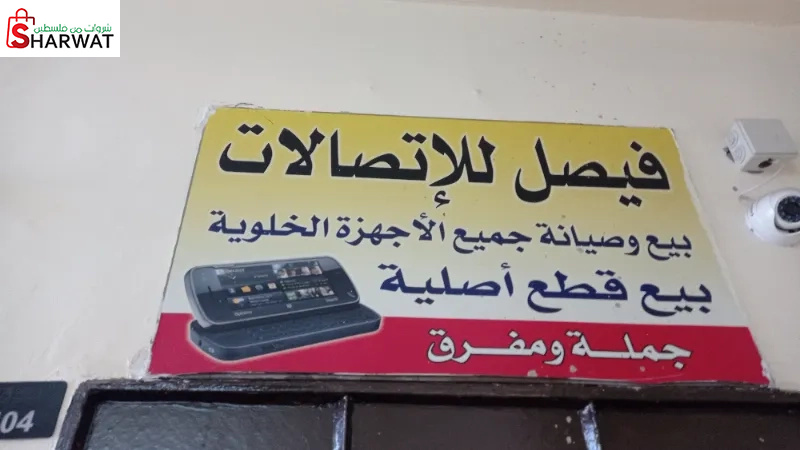 شروات من فلسطين
SHARWAT
فيصل للإتصالات
بيع وصيانة جميع الأجهزة الخلوية
بيع قطع أصلية
جملة ومفرق
04